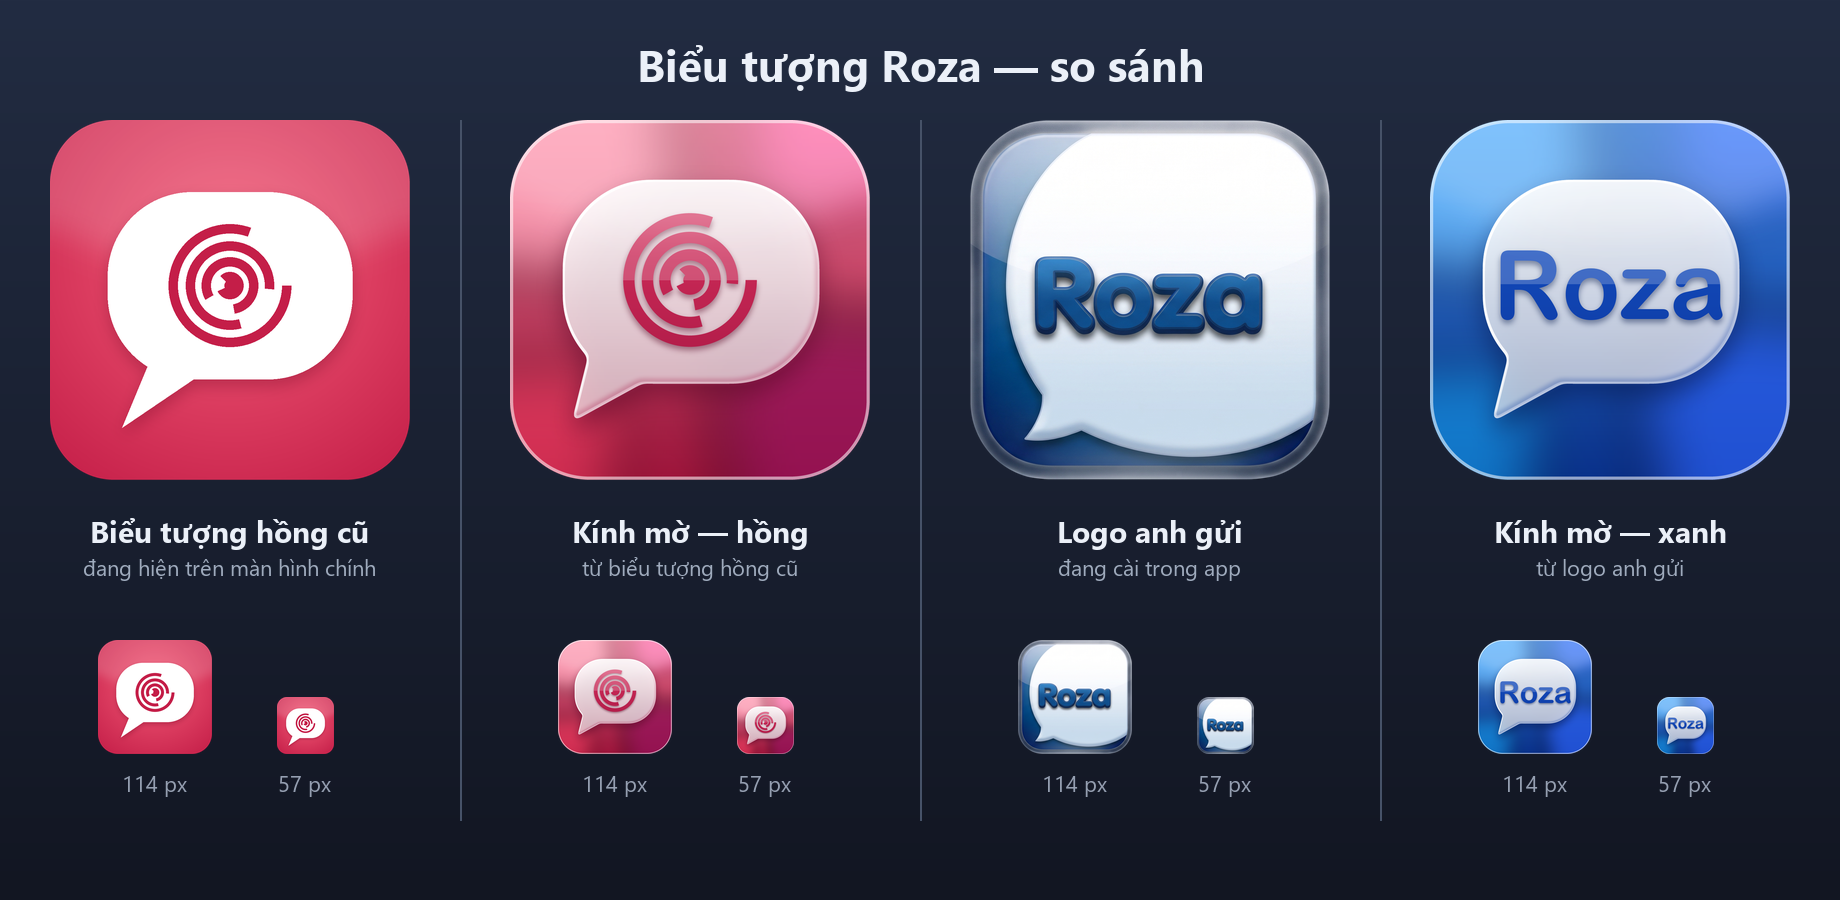 Biểu tượng Roza — so sánh
Roza
Roza
Biểu tượng hồng cũ
đang hiện trên màn hình chính
Kính mờ — hồng
từ biểu tượng hồng cũ
Logo anh gửi
đang cài trong app
Kính mờ — xanh
từ logo anh gửi
Roza
Roza
Roza
Roza
114 px
57 px
114 px
57 px
114 px
57 px
114 px
57 px